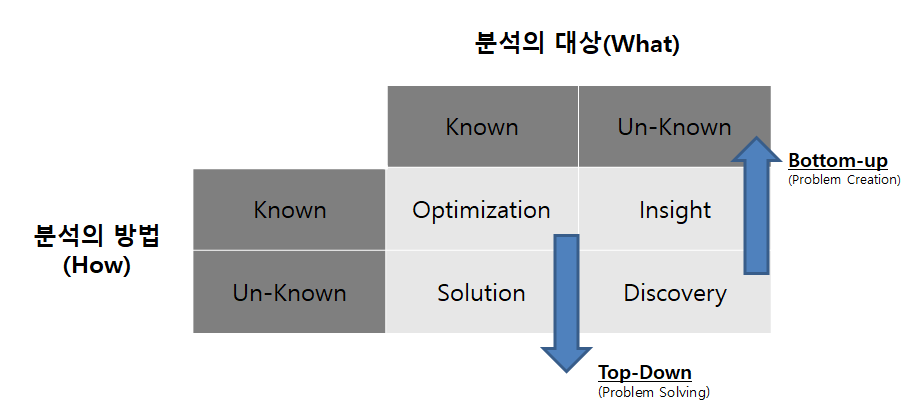 분석의 대상(What)
Known
Un-Known
Bottom-up
(Problem Creation)
분석의 방법
(How)
Known
Optimization
Insight
Un-Known
Solution
Discovery
Top-Down
(Problem Solving)